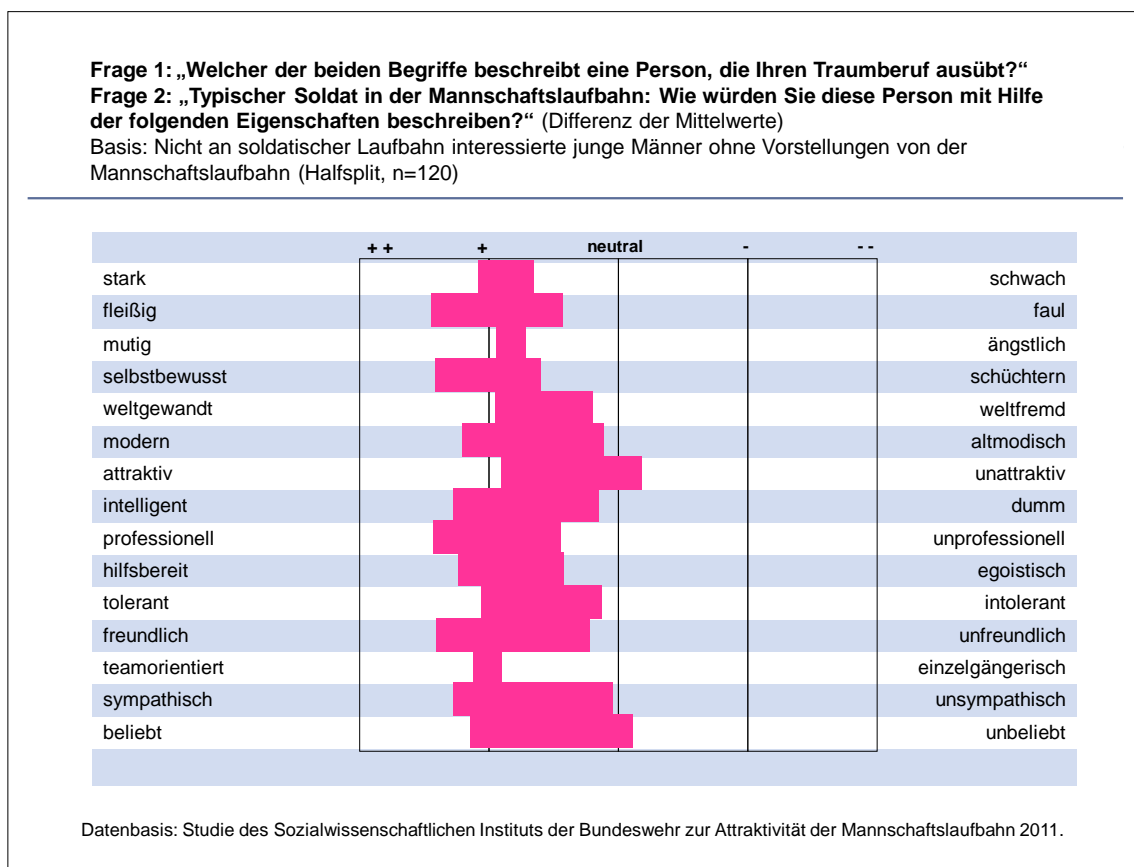 Frage 1: „Welcher der beiden Begriffe beschreibt eine Person, die Ihren Traumberuf ausübt?“
Frage 2: „Typischer Soldat in der Mannschaftslaufbahn: Wie würden Sie diese Person mit Hilfe
der folgenden Eigenschaften beschreiben?“ (Differenz der Mittelwerte)
Basis: Nicht an soldatischer Laufbahn interessierte junge Männer ohne Vorstellungen von der
Mannschaftslaufbahn (Halfsplit, n=120)
+ + + neutral - - -
stark schwach
fleißig faul
mutig ängstlich
selbstbewusst schüchtern
weltgewandt weltfremd
modern altmodisch
attraktiv unattraktiv
intelligent dumm
professionell unprofessionell
hilfsbereit egoistisch
tolerant intolerant
freundlich unfreundlich
teamorientiert einzelgängerisch
sympathisch unsympathisch
beliebt unbeliebt
Datenbasis: Studie des Sozialwissenschaftlichen Instituts der Bundeswehr zur Attraktivität der Mannschaftslaufbahn 2011.